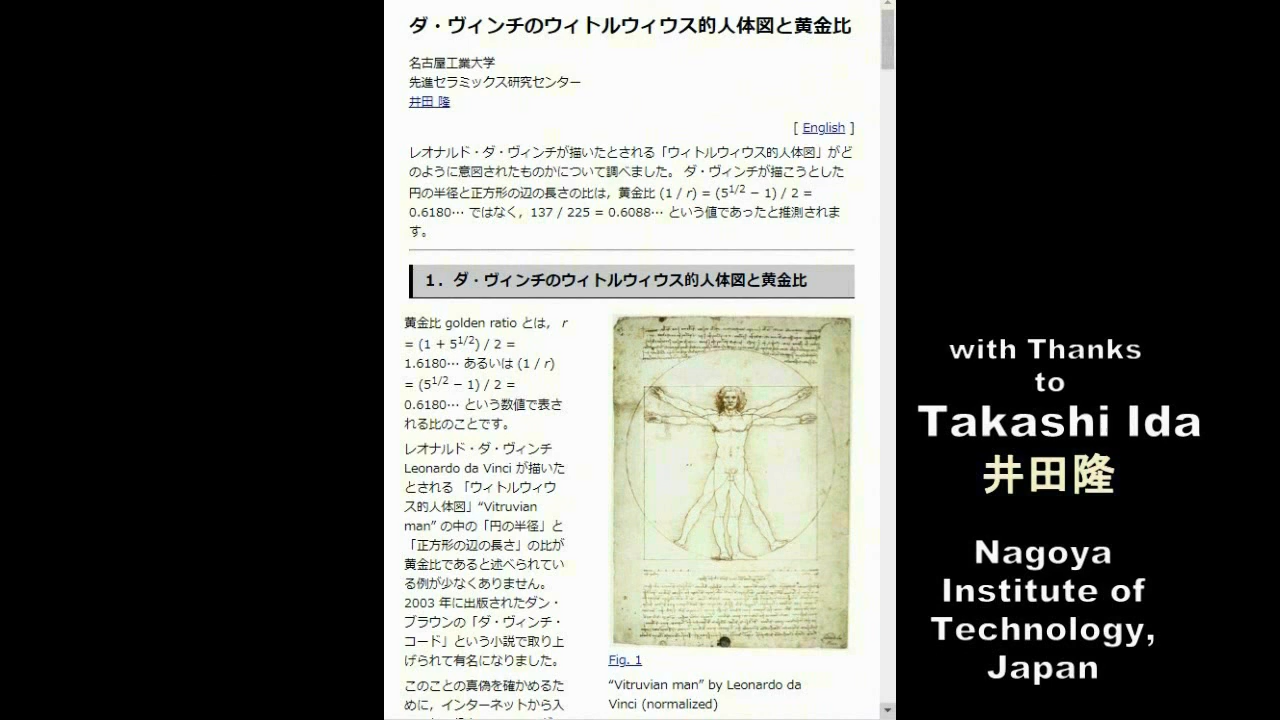 ダ・ヴィンチのウィトルウィウス的人体図と黄金比
名古屋工業大学
先進セラミックス研究センター
井田 隆
[ English ]
レオナルド・ダ・ヴィンチが描いたとされる「ウィトルウィウス的人体図」がど
のように意図されたものかについて調べました。 ダ・ヴィンチが描こうとした
円の半径と正方形の辺の長さの比は，黄金比 (1 / r) = (5^1/2 − 1) / 2 =
0.6180⋯ ではなく，137 / 225 = 0.6088⋯ という値であったと推測されま
す。
1．ダ・ヴィンチのウィトルウィウス的人体図と黄金比
黄金比 golden ratio とは， r
= (1 + 5^1/2) / 2 =
1.6180⋯ あるいは (1 / r)
= (5^1/2 − 1) / 2 =
0.6180⋯ という数値で表さ
れる比のことです。
レオナルド・ダ・ヴィンチ
Leonardo da Vinci が描いた
とされる 「ウィトルウィウ
ス的人体図」“Vitruvian
man” の中の「円の半径」と
「正方形の辺の長さ」の比が
黄金比であると述べられてい
る例が少なくありません。
2003 年に出版されたダン・
ブラウンの「ダ・ヴィンチ・
コード」という小説で取り上
げられて有名になりました。
このことの真偽を確かめるた
めに，インターネットから入
Fig. 1
“Vitruvian man” by Leonardo da
Vinci (normalized)
with Thanks
to
Takashi Ida
井田隆
Nagoya
Institute of
Technology,
Japan